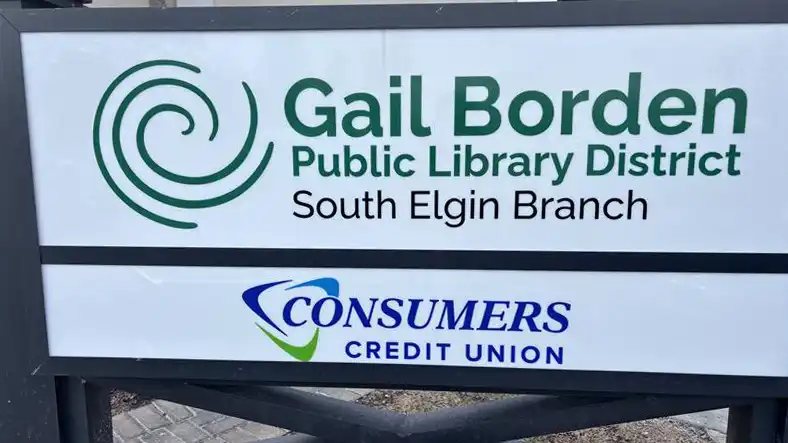 Gail Borden
Public Library District
South Elgin Branch
CONSUMERS
CREDIT UNION